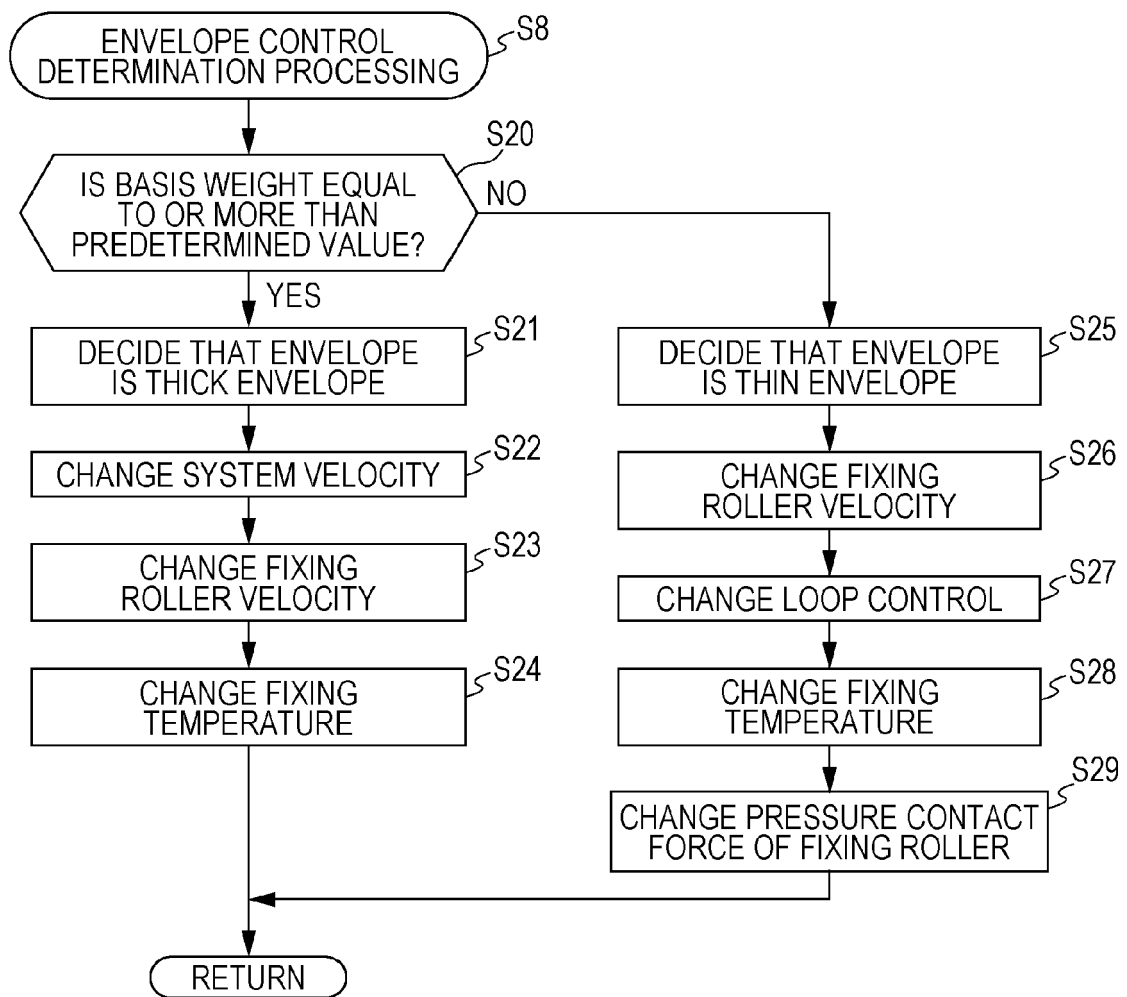 ENVELOPE CONTROL
DETERMINATION PROCESSING
S8
S20
IS BASIS WEIGHT EQUAL
TO OR MORE THAN
PREDETERMINED VALUE?
NO
YES
S21
DECIDE THAT ENVELOPE
IS THICK ENVELOPE
S22
CHANGE SYSTEM VELOCITY
S23
CHANGE FIXING
ROLLER VELOCITY
S24
CHANGE FIXING
TEMPERATURE
S25
DECIDE THAT ENVELOPE
IS THIN ENVELOPE
S26
CHANGE FIXING
ROLLER VELOCITY
S27
CHANGE LOOP CONTROL
S28
CHANGE FIXING
TEMPERATURE
S29
CHANGE PRESSURE CONTACT
FORCE OF FIXING ROLLER
RETURN